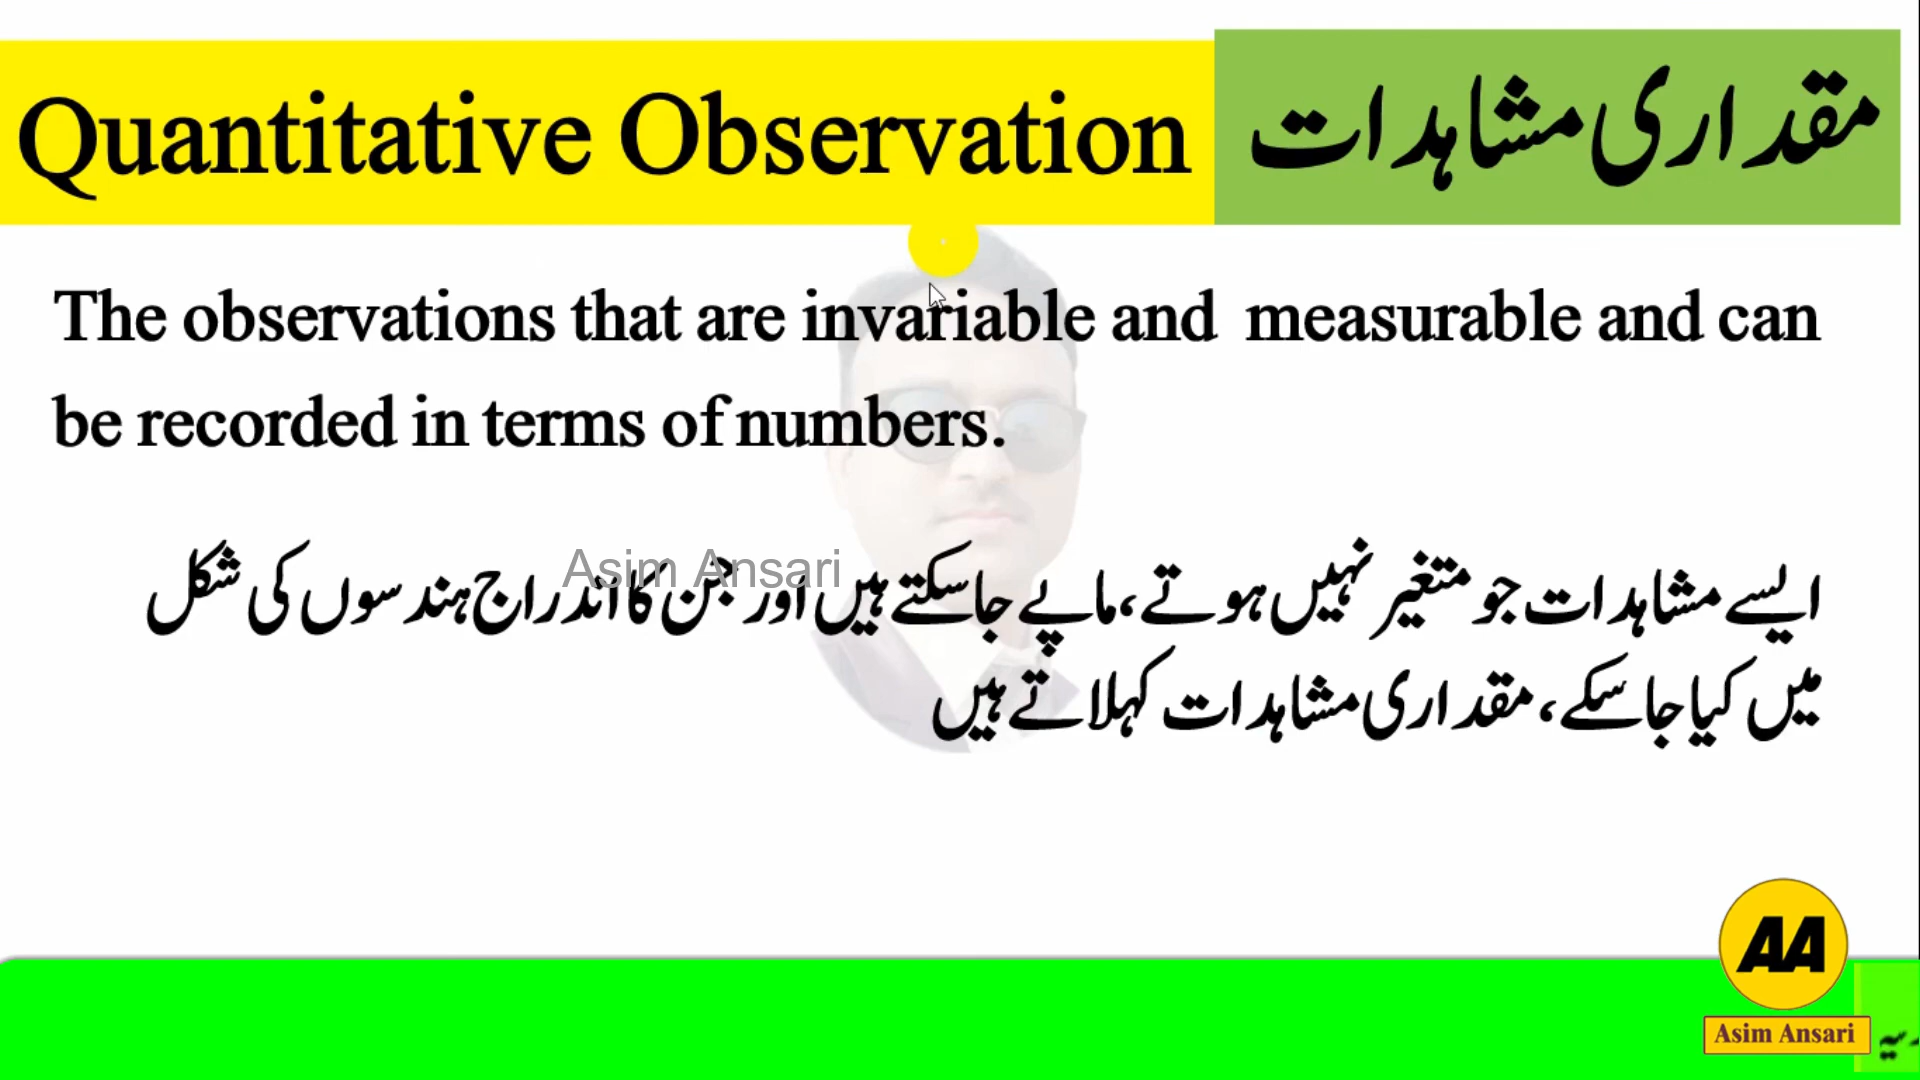 Quantitative Observation
مقداری مشاہدات
The observations that are invariable and measurable and can
be recorded in terms of numbers.
ایسے مشاہدات جو متغیر نہیں ہوتے، ماپے جاسکتے ہیں اور جن کا اندراج ہندسوں کی شکل
میں کیا جاسکے، مقداری مشاہدات کہلاتے ہیں
Asim Ansari
AA
Asim Ansari